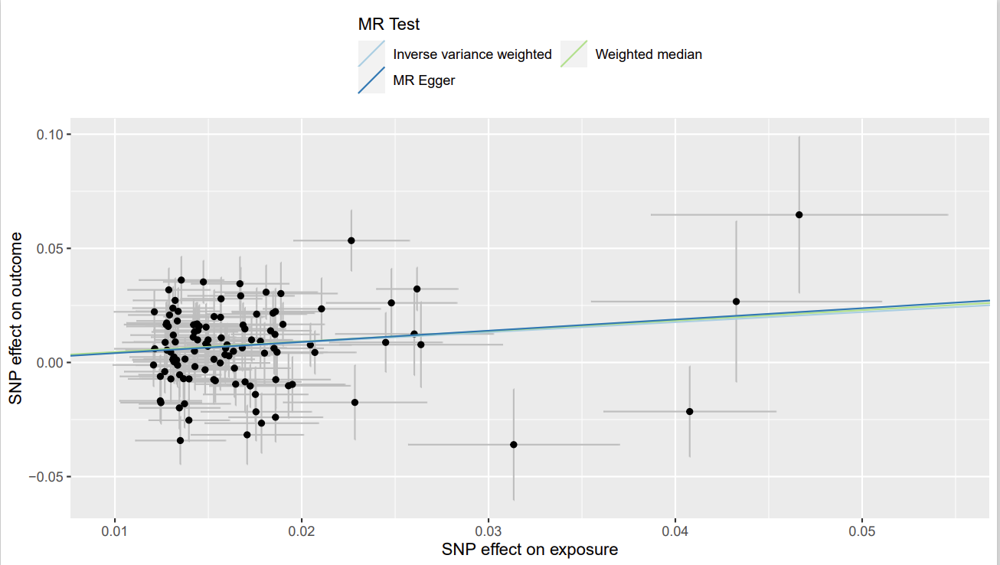 MR Test
Inverse variance weighted Weighted median
MR Egger
0.10
0.05
0.00
−0.05
SNP effect on outcome
0.01 0.02 0.03 0.04 0.05
SNP effect on exposure